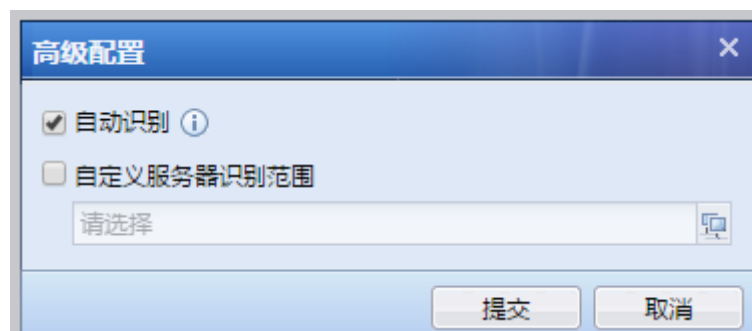 高级配置
自动识别
自定义服务器识别范围
请选择
提交 取消